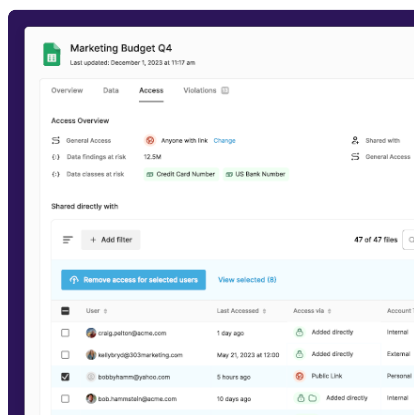 Marketing Budget Q4
Last updated: December 1, 2023 at 11:17 am
Overview Data Access Violations
Access Overview
General Access Anyone with link Change Shared with
Data findings at risk 12.5M General Access
Data classes at risk Credit Card Number US Bank Number
Shared directly with
+ Add filter 47 of 47 files
Remove access for selected users View selected (8)
User Last Accessed Access via Account
craig.pelton@acme.com 1 day ago Added directly Internal
kellybryd@303marketing.com May 21, 2023 at 12:00 Added directly External
bobbyhamm@yahoo.com 5 hours ago Public Link Personal
bob.hammstein@acme.com 10 days ago Added directly Internal